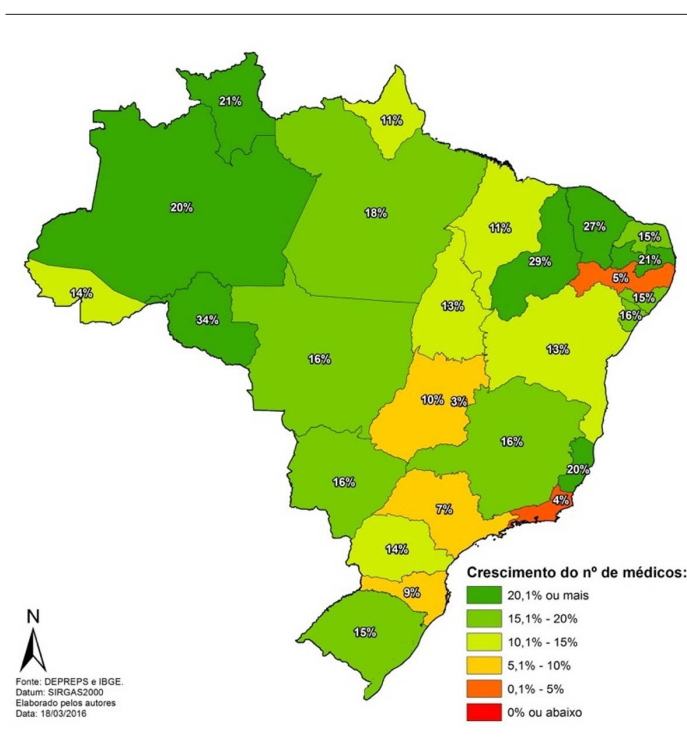 21%
11%
20%
18%
11%
27%
15%
29%
21%
5%
14%
13%
15%
34%
16%
16%
13%
10%
3%
16%
16%
20%
4%
7%
14%
9%
15%
Crescimento do nº de médicos:
20,1% ou mais
15,1% - 20%
10,1% - 15%
5,1% - 10%
0,1% - 5%
0% ou abaixo
N
Fonte: DEPREPS e IBGE.
Datum: SIRGAS2000
Elaborado pelos autores
Data: 18/03/2016